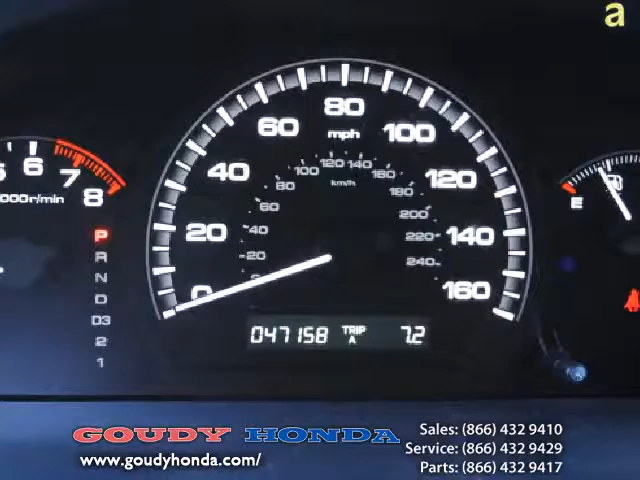 a
80
60 mph 100
40 120
20 140
0 160
100 120 140 160
80 km/h 180
60 200
40 220
20 240
6
7
8
000r/min
P
R
N
D
D3
2
1
E
047158 TRIP A 7.2
GOUDY HONDA
www.goudyhonda.com/
Sales: (866) 432 9410
Service: (866) 432 9429
Parts: (866) 432 9417